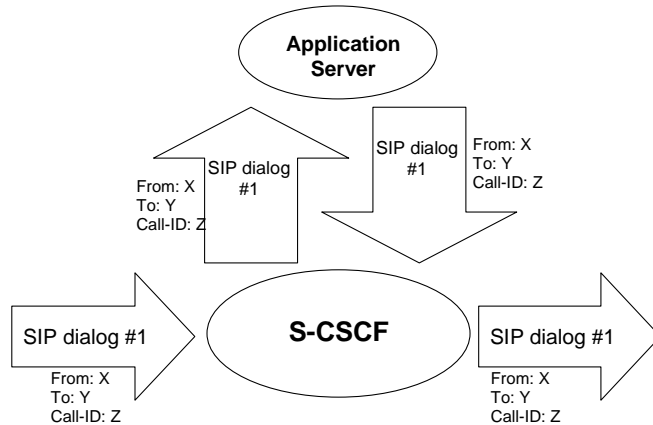 Application
Server
SIP dialog
#1
From: X
To: Y
Call-ID: Z
SIP dialog
#1
From: X
To: Y
Call-ID: Z
S-CSCF
SIP dialog #1
From: X
To: Y
Call-ID: Z
SIP dialog #1
From: X
To: Y
Call-ID: Z